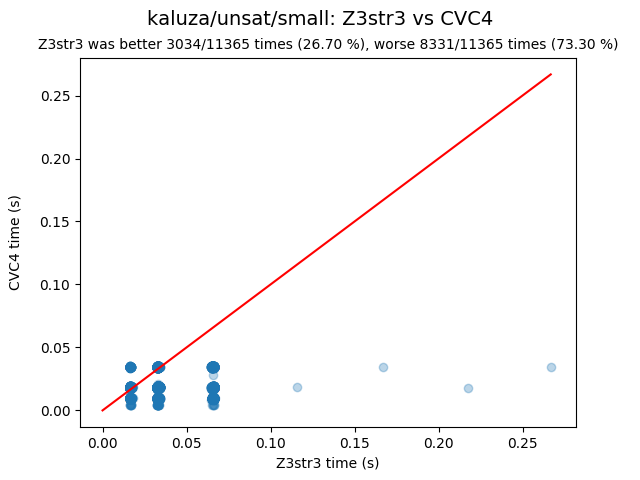 kaluza/unsat/small: Z3str3 vs CVC4
Z3str3 was better 3034/11365 times (26.70 %), worse 8331/11365 times (73.30 %)
0.25
0.20
0.15
0.10
0.05
0.00
CVC4 time (s)
0.00 0.05 0.10 0.15 0.20 0.25
Z3str3 time (s)